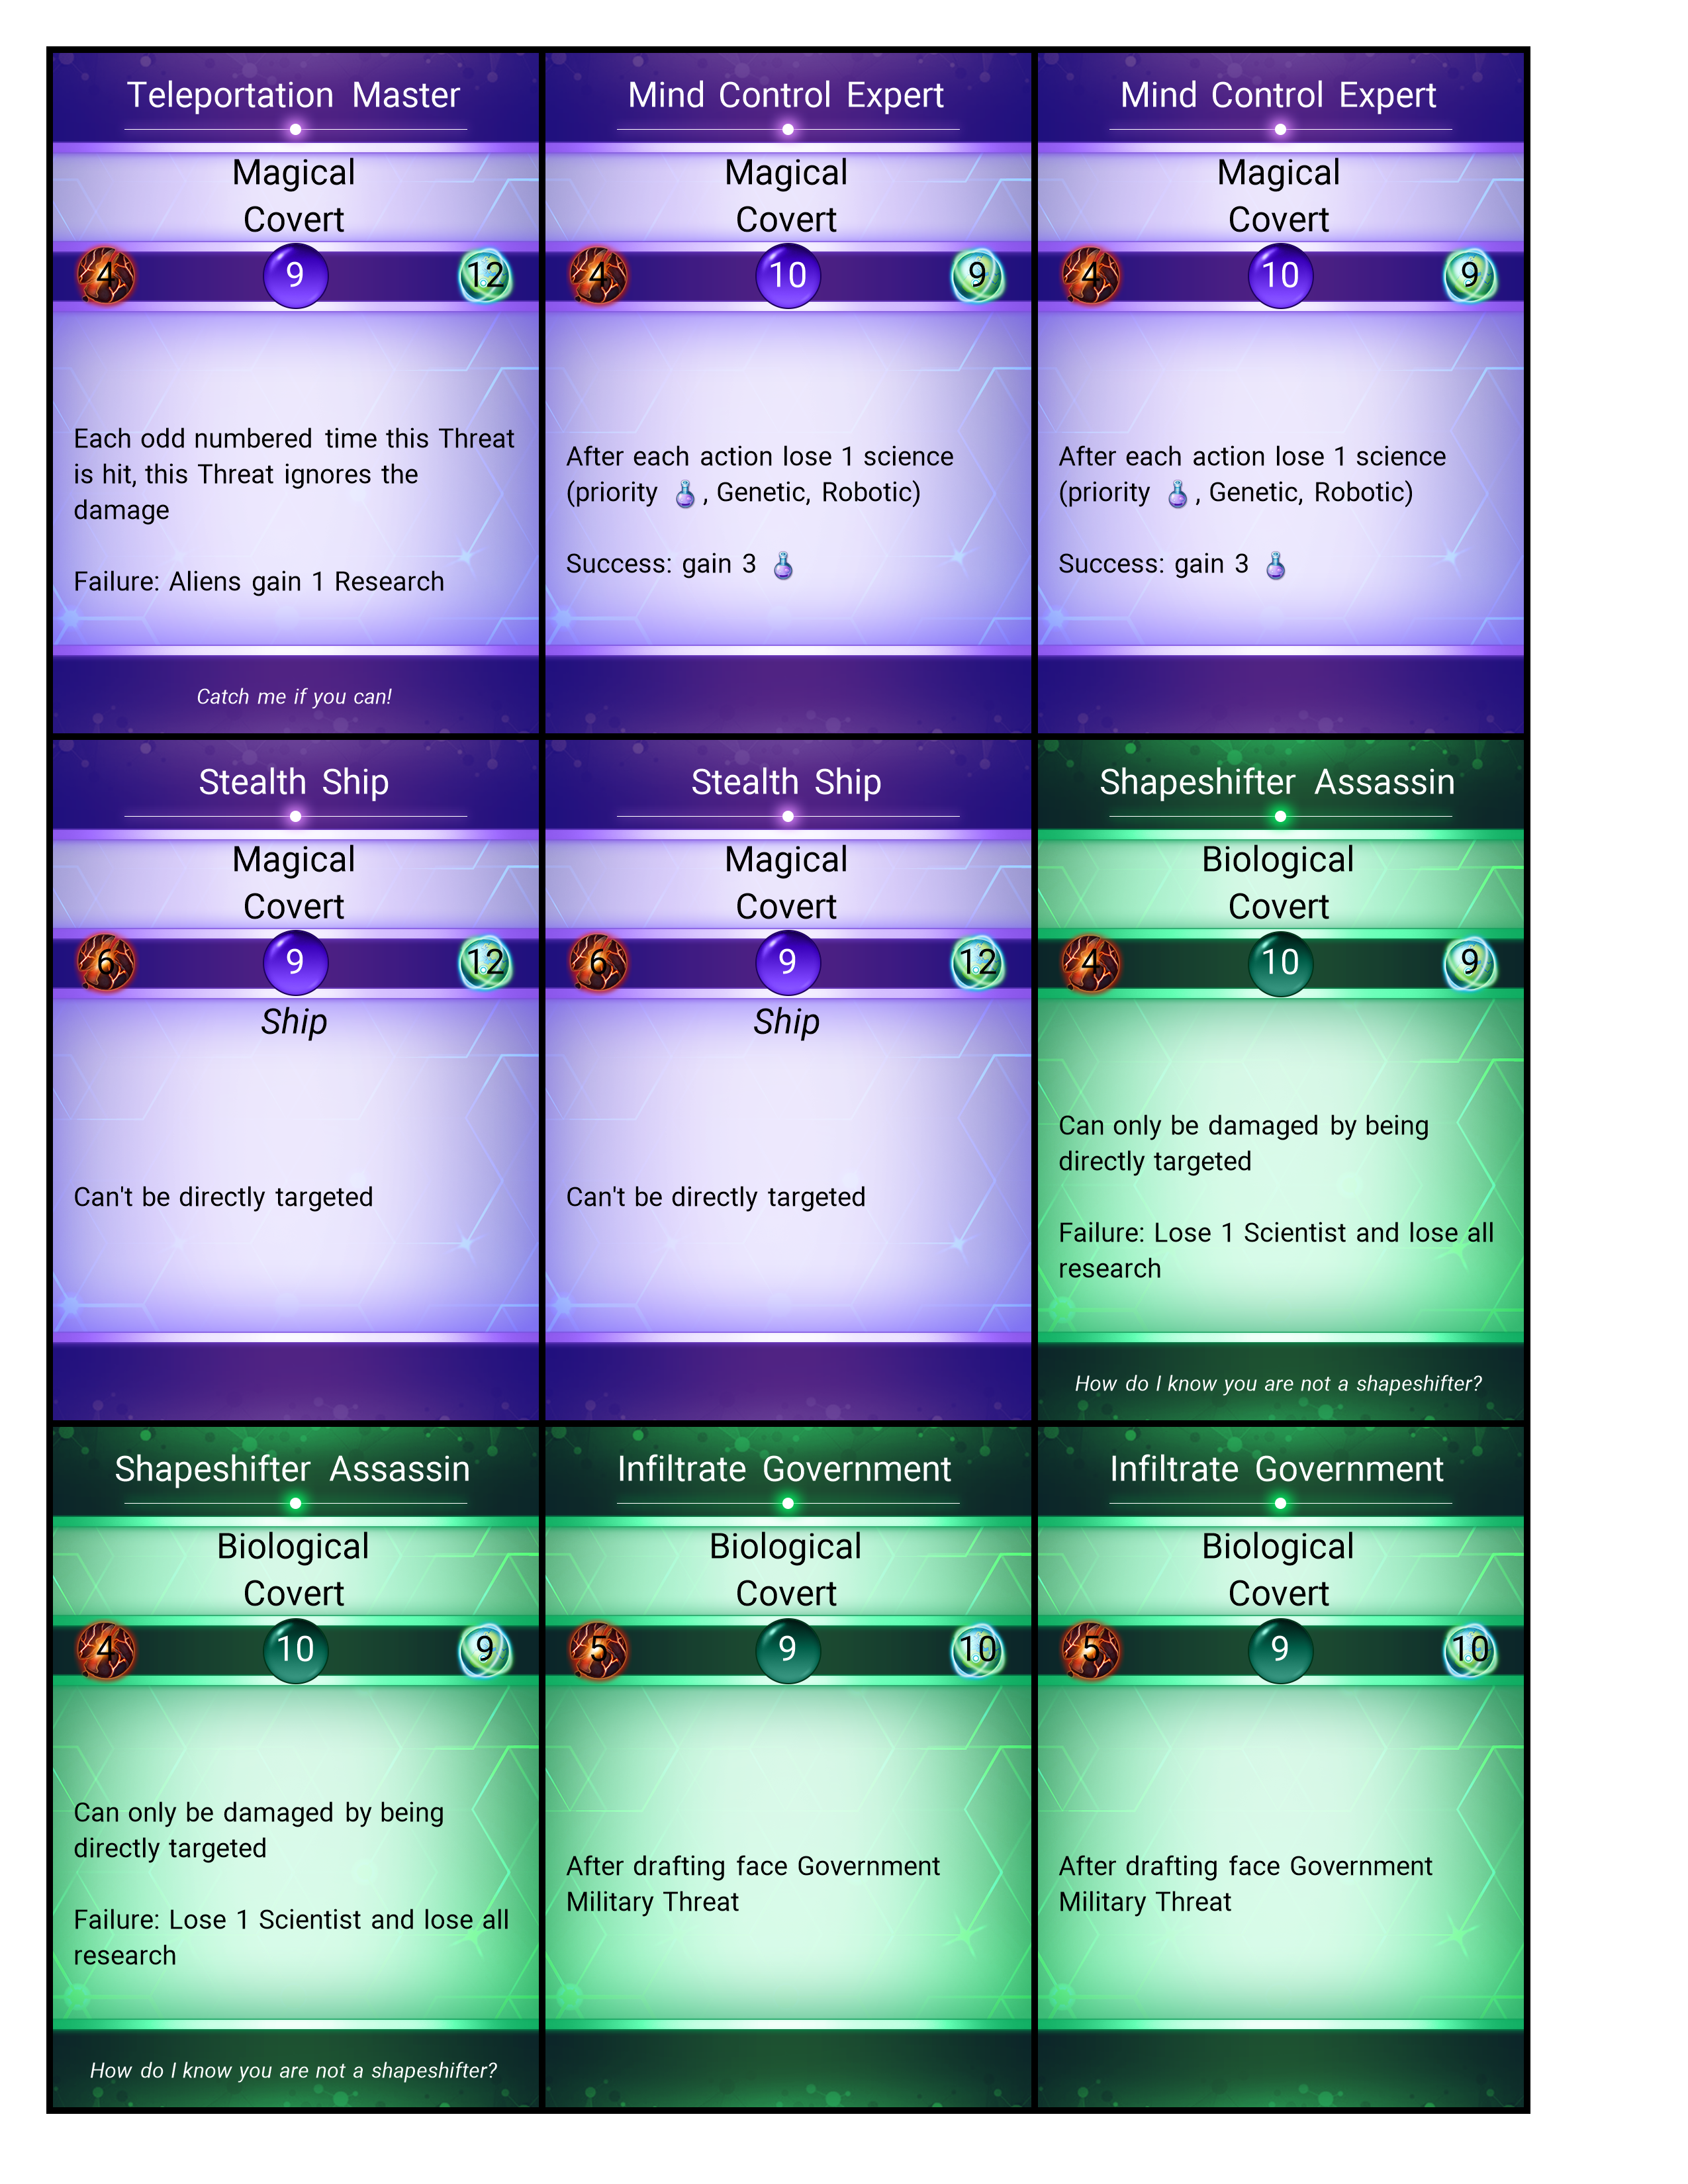 Teleportation Master
Magical
Covert
4 9 12
Each odd numbered time this Threat
is hit, this Threat ignores the
damage
Failure: Aliens gain 1 Research
Catch me if you can!
Mind Control Expert
Magical
Covert
4 10 9
After each action lose 1 science
(priority , Genetic, Robotic)
Success: gain 3
Mind Control Expert
Magical
Covert
4 10 9
After each action lose 1 science
(priority , Genetic, Robotic)
Success: gain 3
Stealth Ship
Magical
Covert
6 9 12
Ship
Can't be directly targeted
Stealth Ship
Magical
Covert
6 9 12
Ship
Can't be directly targeted
Shapeshifter Assassin
Biological
Covert
4 10 9
Can only be damaged by being
directly targeted
Failure: Lose 1 Scientist and lose all
research
How do I know you are not a shapeshifter?
Shapeshifter Assassin
Biological
Covert
4 10 9
Can only be damaged by being
directly targeted
Failure: Lose 1 Scientist and lose all
research
How do I know you are not a shapeshifter?
Infiltrate Government
Biological
Covert
5 9 10
After drafting face Government
Military Threat
Infiltrate Government
Biological
Covert
5 9 10
After drafting face Government
Military Threat